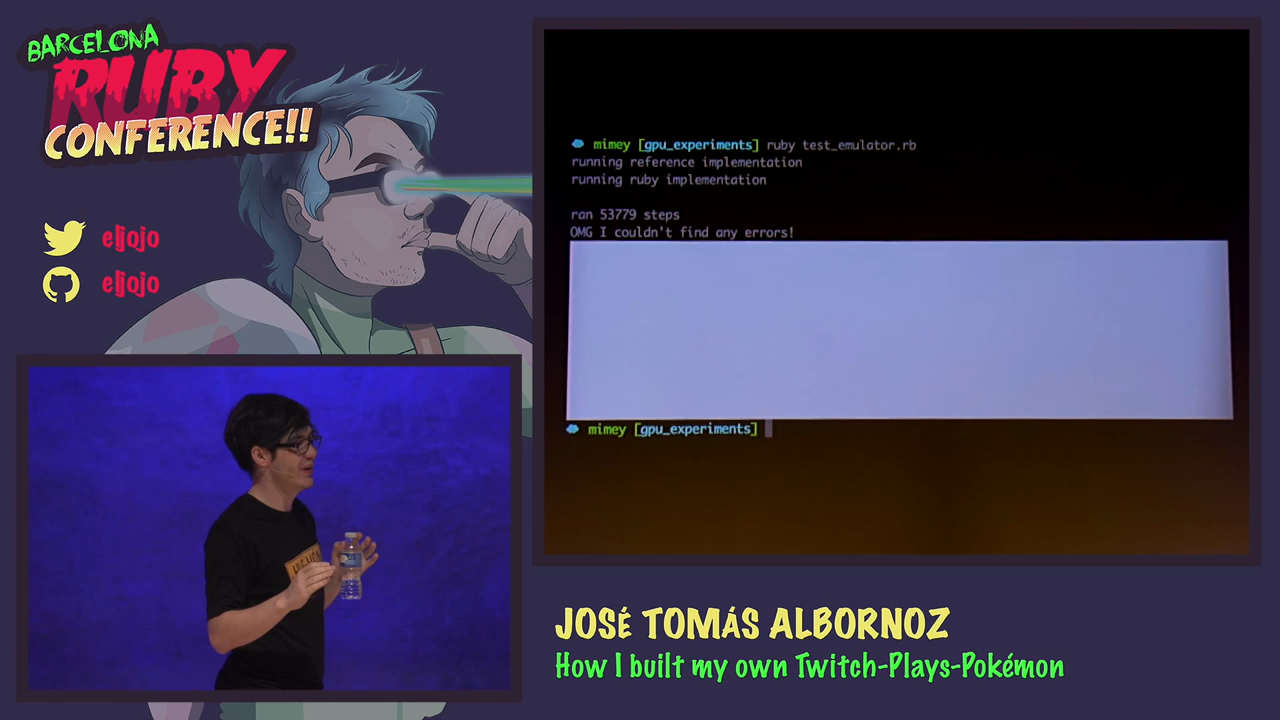 BARCELONA
RUBY
CONFERENCE!!
eljojo
eljojo
mimey [gpu_experiments] ruby test_emulator.rb
running reference implementation
running ruby implementation
ran 53779 steps
OMG I couldn't find any errors!
mimey [gpu_experiments]
JOSÉ TOMÁS ALBORNOZ
How I built my own Twitch-Plays-Pokémon